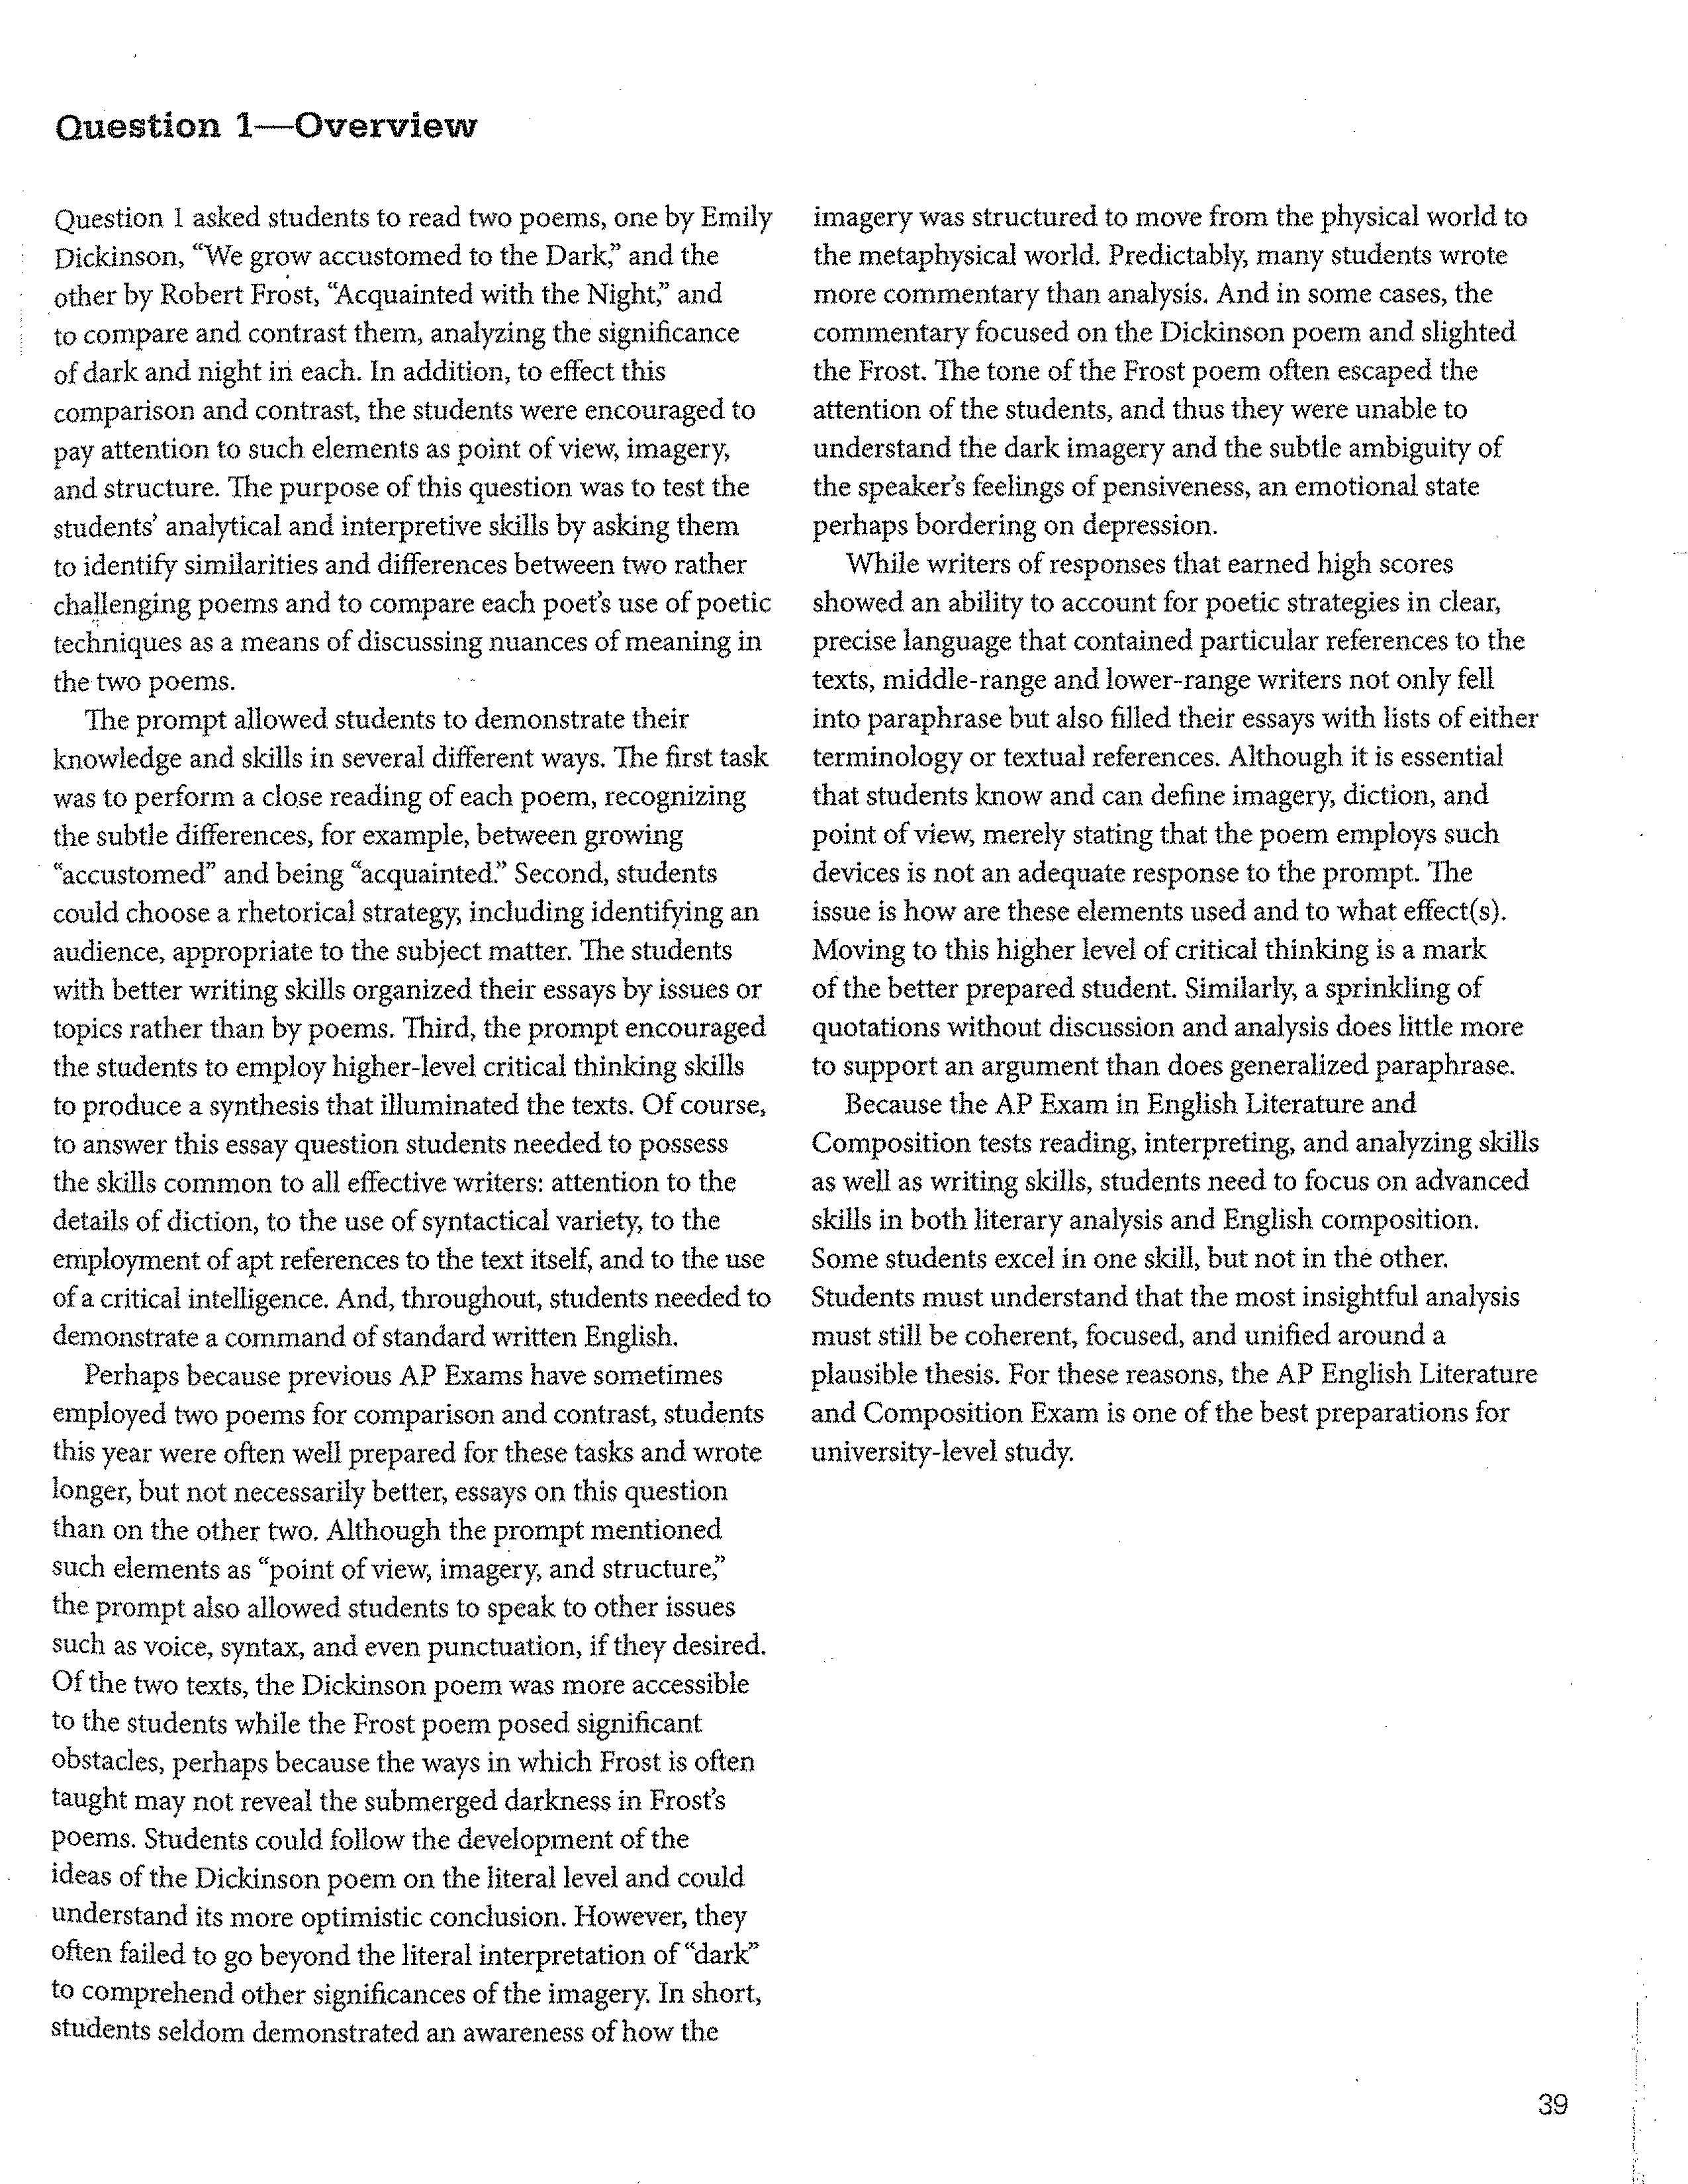 Question 1—Overview
Question 1 asked students to read two poems, one by Emily
Dickinson, “We grow accustomed to the Dark,” and the
other by Robert Frost, “Acquainted with the Night,” and
to compare and contrast them, analyzing the significance
of dark and night in each. In addition, to effect this
comparison and contrast, the students were encouraged to
pay attention to such elements as point of view, imagery,
and structure. The purpose of this question was to test the
students’ analytical and interpretive skills by asking them
to identify similarities and differences between two rather
challenging poems and to compare each poet’s use of poetic
techniques as a means of discussing nuances of meaning in
the two poems.
The prompt allowed students to demonstrate their
knowledge and skills in several different ways. The first task
was to perform a close reading of each poem, recognizing
the subtle differences, for example, between growing
“accustomed” and being “acquainted.” Second, students
could choose a rhetorical strategy, including identifying an
audience, appropriate to the subject matter. The students
with better writing skills organized their essays by issues or
topics rather than by poems. Third, the prompt encouraged
the students to employ higher-level critical thinking skills
to produce a synthesis that illuminated the texts. Of course,
to answer this essay question students needed to possess
the skills common to all effective writers: attention to the
details of diction, to the use of syntactical variety, to the
employment of apt references to the text itself, and to the use
of a critical intelligence. And, throughout, students needed to
demonstrate a command of standard written English.
Perhaps because previous AP Exams have sometimes
employed two poems for comparison and contrast, students
this year were often well prepared for these tasks and wrote
longer, but not necessarily better, essays on this question
than on the other two. Although the prompt mentioned
such elements as “point of view, imagery, and structure,”
the prompt also allowed students to speak to other issues
such as voice, syntax, and even punctuation, if they desired.
Of the two texts, the Dickinson poem was more accessible
to the students while the Frost poem posed significant
obstacles, perhaps because the ways in which Frost is often
taught may not reveal the submerged darkness in Frost’s
poems. Students could follow the development of the
ideas of the Dickinson poem on the literal level and could
understand its more optimistic conclusion. However, they
often failed to go beyond the literal interpretation of “dark”
to comprehend other significances of the imagery. In short,
students seldom demonstrated an awareness of how the
imagery was structured to move from the physical world to
the metaphysical world. Predictably, many students wrote
more commentary than analysis. And in some cases, the
commentary focused on the Dickinson poem and slighted
the Frost. The tone of the Frost poem often escaped the
attention of the students, and thus they were unable to
understand the dark imagery and the subtle ambiguity of
the speaker’s feelings of pensiveness, an emotional state
perhaps bordering on depression.
While writers of responses that earned high scores
showed an ability to account for poetic strategies in clear,
precise language that contained particular references to the
texts, middle-range and lower-range writers not only fell
into paraphrase but also filled their essays with lists of either
terminology or textual references. Although it is essential
that students know and can define imagery, diction, and
point of view, merely stating that the poem employs such
devices is not an adequate response to the prompt. The
issue is how are these elements used and to what effect(s).
Moving to this higher level of critical thinking is a mark
of the better prepared student. Similarly, a sprinkling of
quotations without discussion and analysis does little more
to support an argument than does generalized paraphrase.
Because the AP Exam in English Literature and
Composition tests reading, interpreting, and analyzing skills
as well as writing skills, students need to focus on advanced
skills in both literary analysis and English composition.
Some students excel in one skill, but not in the other.
Students must understand that the most insightful analysis
must still be coherent, focused, and unified around a
plausible thesis. For these reasons, the AP English Literature
and Composition Exam is one of the best preparations for
university-level study.
39